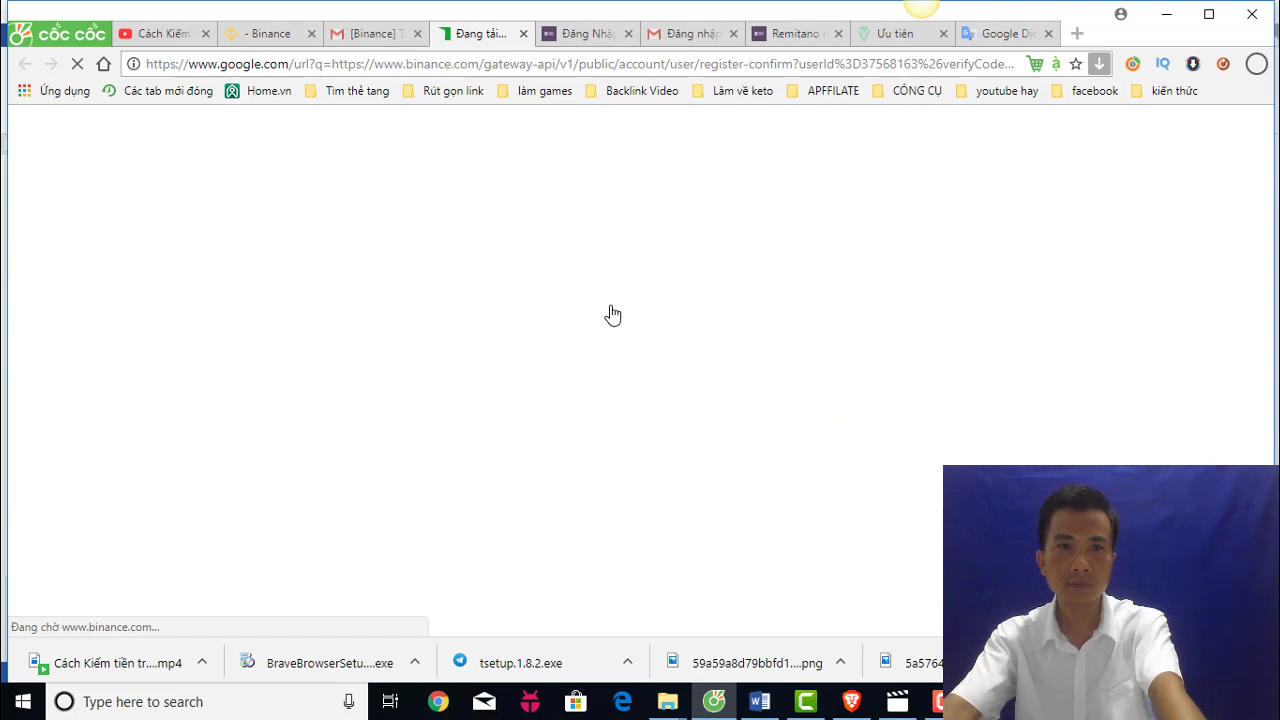 cốc cốc
Cách Kiếm
- Binance
[Binance] T
Đang tải...
Đăng Nhậ
Đăng nhập
Remitano
Ưu tiên
Google Dị
https://www.google.com/url?q=https://www.binance.com/gateway-api/v1/public/account/user/register-confirm?userId%3D37568163%26verifyCode...
Ứng dụng
Các tab mới đóng
Home.vn
Tim thẻ tang
Rút gọn link
làm games
Backlink Video
Làm về keto
APFFILATE
CÔNG CỤ
youtube hay
facebook
kiến thức
Đang chờ www.binance.com...
Cách Kiếm tiền tr....mp4
BraveBrowserSetu....exe
tsetup.1.8.2.exe
59a59a9d79bbfd1....png
5a5764
Type here to search